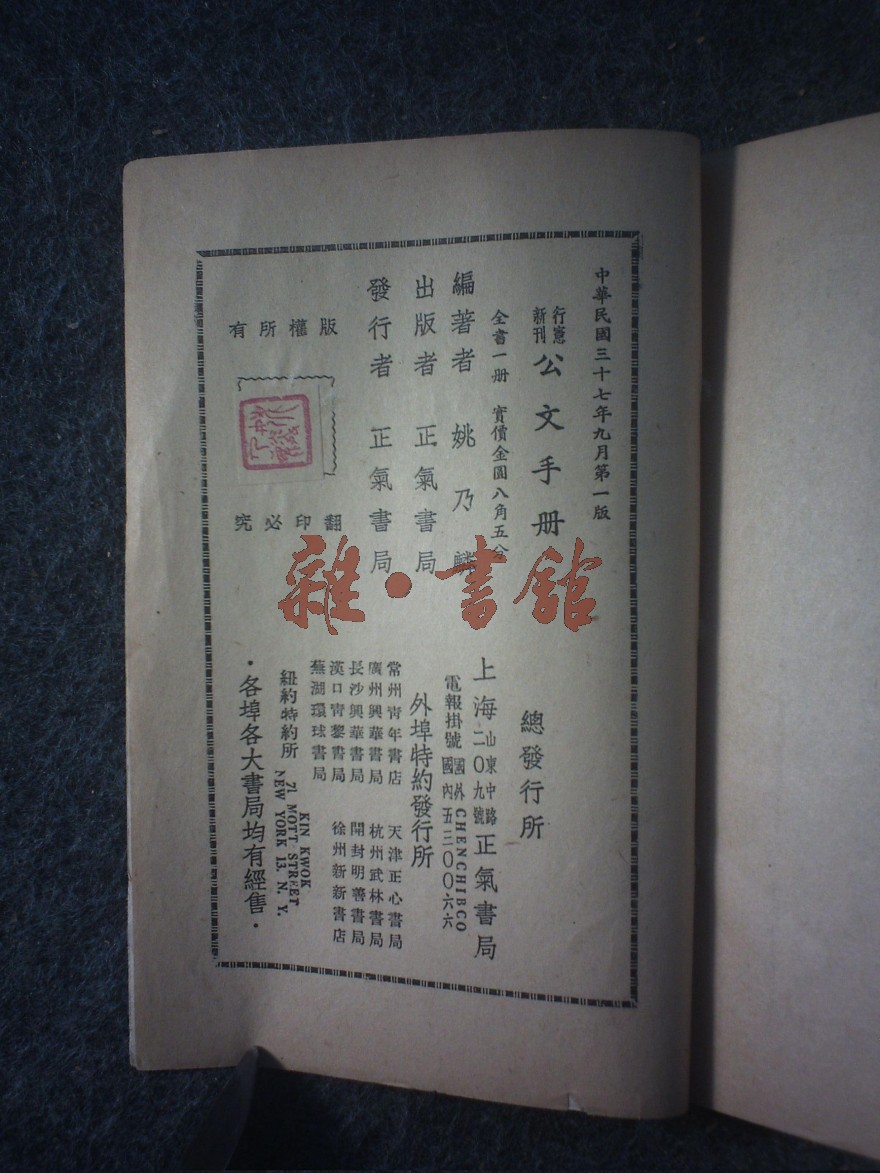 中華民國三十七年九月第一版
行憲新刊 公文手册
全書一册 實價金圓八角五分
編著者 姚乃麟
出版者 正氣書局
發行者 正氣書局
版權所有
翻印必究
總發行所
上海山東中路二〇九號正氣書局
電報掛號 國外CHENCHIBCO 國內五三〇〇六六
外埠特約發行所
常州青年書店 天津正心書局
廣州興華書局 杭州武林書局
長沙興華書局 開封明善書局
漢口青黎書局 徐州新新書店
蕪湖環球書局
紐約特約所
KIN KWOK
71 MOTT STREET
NEW YORK 13. N. Y.
·各埠各大書局均有經售·
雜·書館